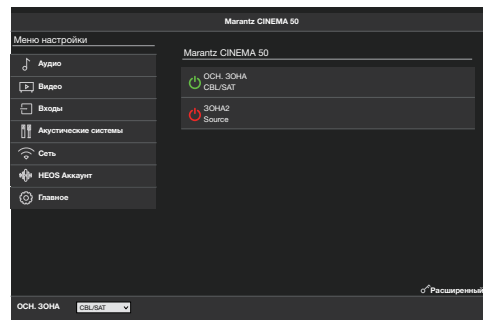 Marantz CINEMA 50
Меню настройки
Аудио
Видео
Входы
Акустические системы
Сеть
HEOS Аккаунт
Главное
Marantz CINEMA 50
ОСН. ЗОНА
CBL/SAT
ЗОНА2
Source
Расширенный
ОСН. ЗОНА CBL/SAT